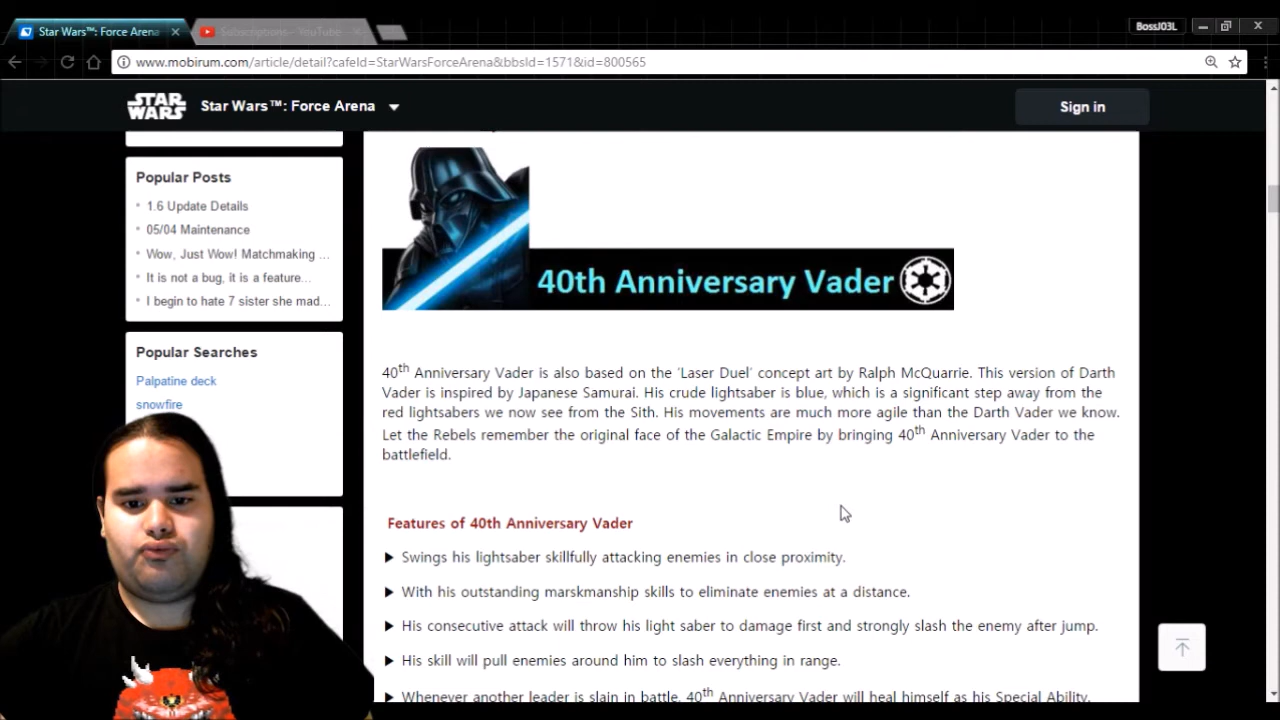 Star Wars™: Force Arena
Subscriptions - YouTube
BossJ03L
www.mobirum.com/article/detail?cafeId=StarWarsForceArena&bbsId=1571&id=800565
STAR WARS
Star Wars™: Force Arena
Sign in
Popular Posts
1.6 Update Details
05/04 Maintenance
Wow, Just Wow! Matchmaking ...
It is not a bug, it is a feature...
I begin to hate 7 sister she mad...
Popular Searches
Palpatine deck
snowfire
40th Anniversary Vader
40th Anniversary Vader is also based on the 'Laser Duel' concept art by Ralph McQuarrie. This version of Darth
Vader is inspired by Japanese Samurai. His crude lightsaber is blue, which is a significant step away from the
red lightsabers we now see from the Sith. His movements are much more agile than the Darth Vader we know.
Let the Rebels remember the original face of the Galactic Empire by bringing 40th Anniversary Vader to the
battlefield.
Features of 40th Anniversary Vader
▶ Swings his lightsaber skillfully attacking enemies in close proximity.
▶ With his outstanding marskmanship skills to eliminate enemies at a distance.
▶ His consecutive attack will throw his light saber to damage first and strongly slash the enemy after jump.
▶ His skill will pull enemies around him to slash everything in range.
▶ Whenever another leader is slain in battle, 40th Anniversary Vader will heal himself as his Special Ability.